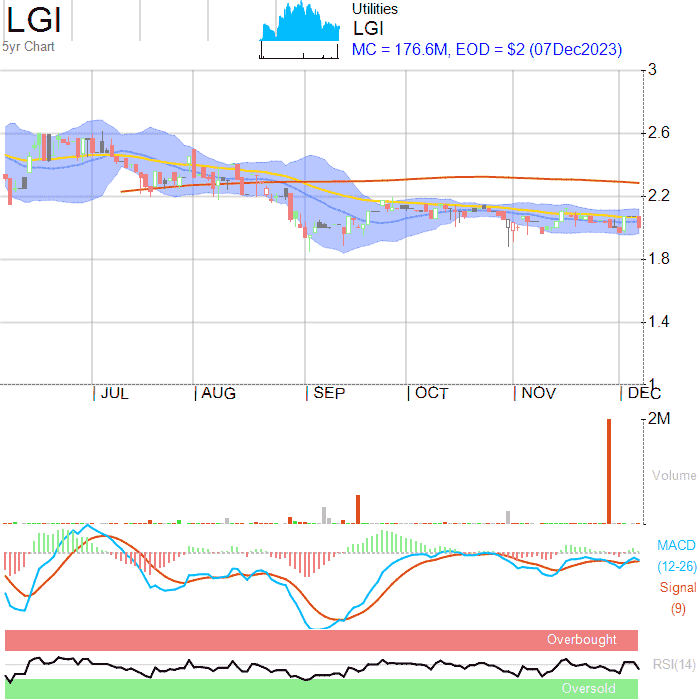 LGI
5yr Chart
Utilities
LGI
MC = 176.6M, EOD = $2 (07Dec2023)
3
2.6
2.2
1.8
1.4
1
JUL AUG SEP OCT NOV DEC
2M
Volume
MACD
(12-26)
Signal
(9)
Overbought
RSI(14)
Oversold